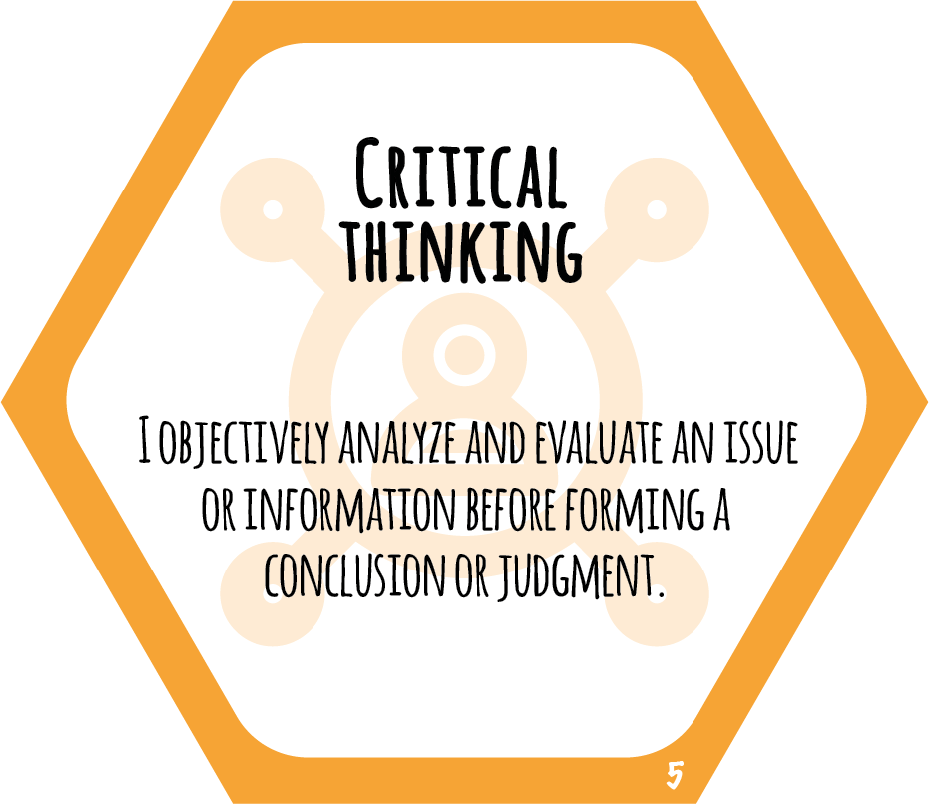 Critical
thinking
I objectively analyze and evaluate an issue
or information before forming a
conclusion or judgment.
5